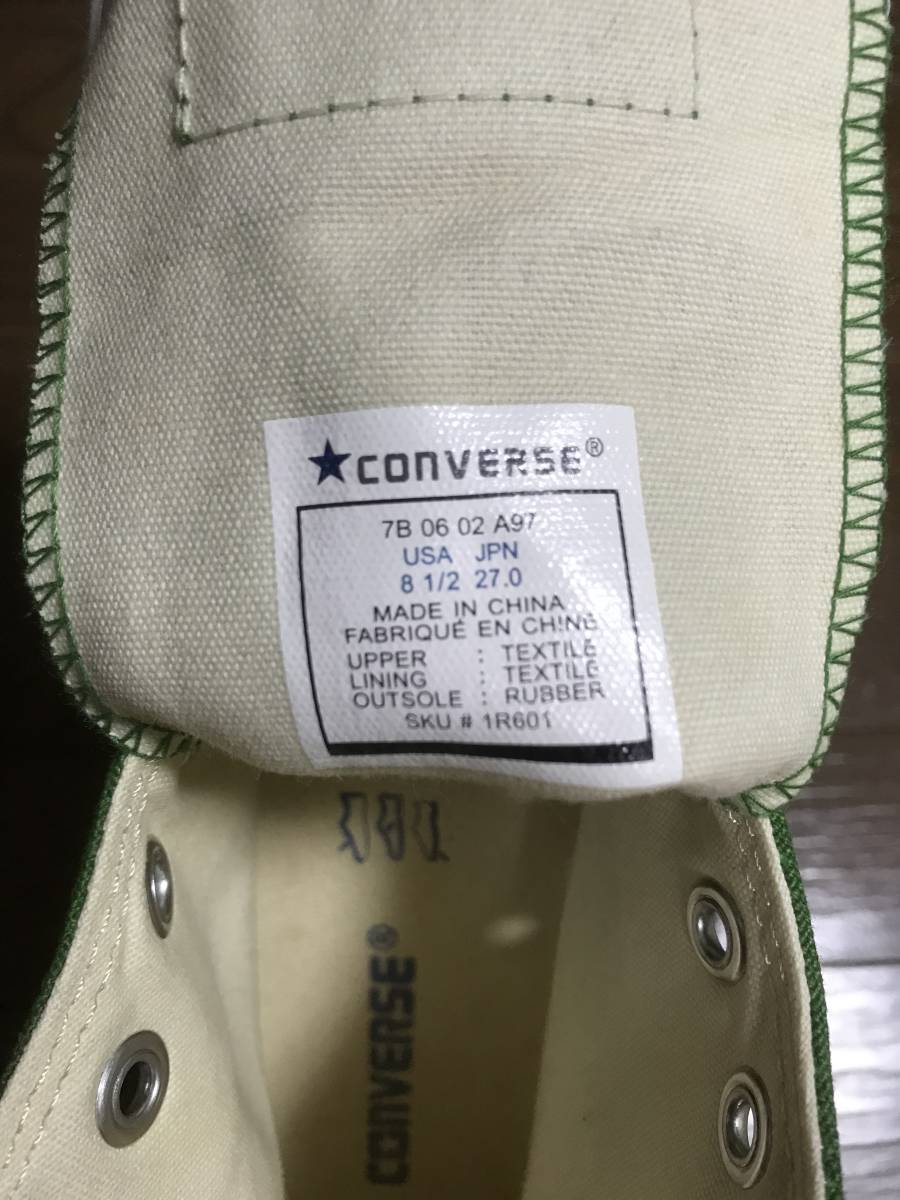 CONVERSE®
7B 06 02 A97
USA JPN
8 1/2 27.0
MADE IN CHINA
FABRIQUÉ EN CHINE
UPPER : TEXTILE
LINING : TEXTILE
OUTSOLE : RUBBER
SKU # 1R601
CONVERSE®